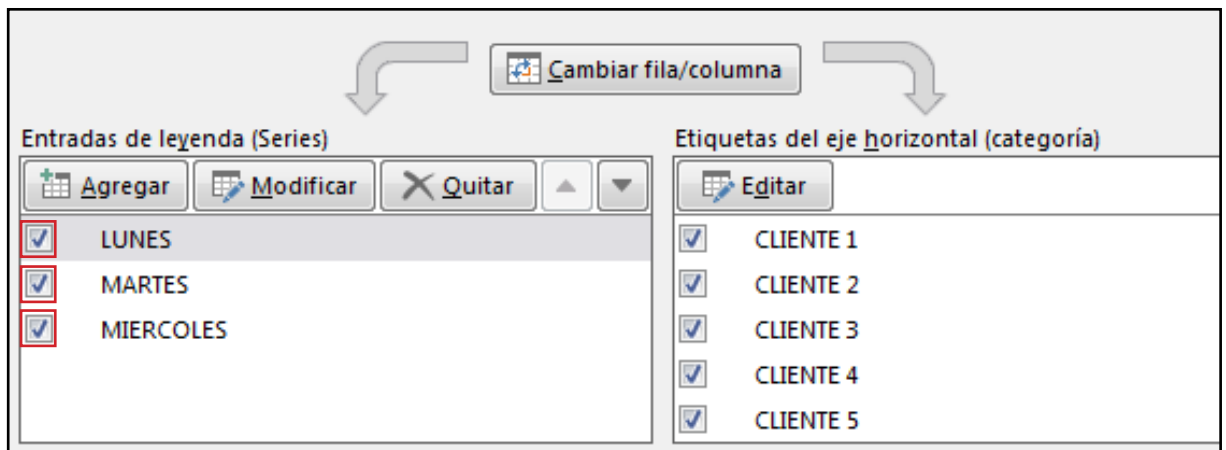 Cambiar fila/columna
Entradas de leyenda (Series)
Agregar Modificar Quitar
LUNES
MARTES
MIERCOLES
Etiquetas del eje horizontal (categoría)
Editar
CLIENTE 1
CLIENTE 2
CLIENTE 3
CLIENTE 4
CLIENTE 5